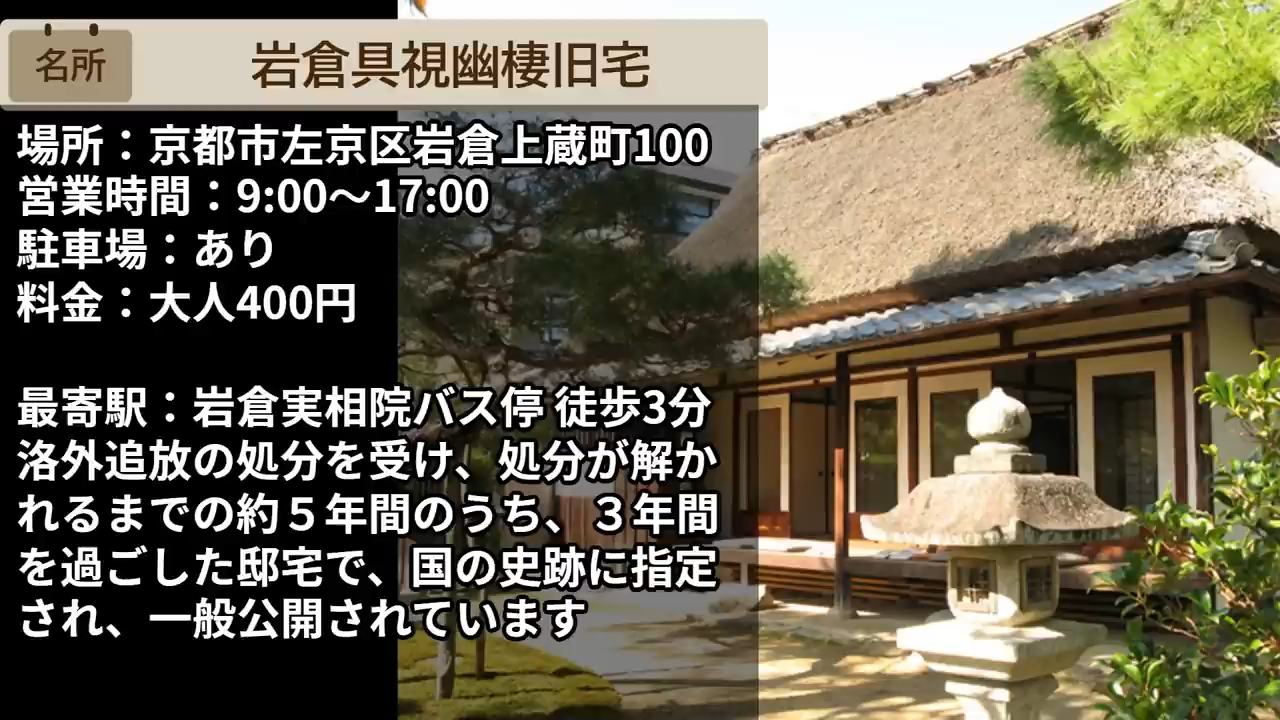 名所
岩倉具視幽棲旧宅
場所：京都市左京区岩倉上蔵町100
営業時間：9:00〜17:00
駐車場：あり
料金：大人400円
最寄駅：岩倉実相院バス停 徒歩3分
洛外追放の処分を受け、処分が解か
れるまでの約５年間のうち、３年間
を過ごした邸宅で、国の史跡に指定
され、一般公開されています